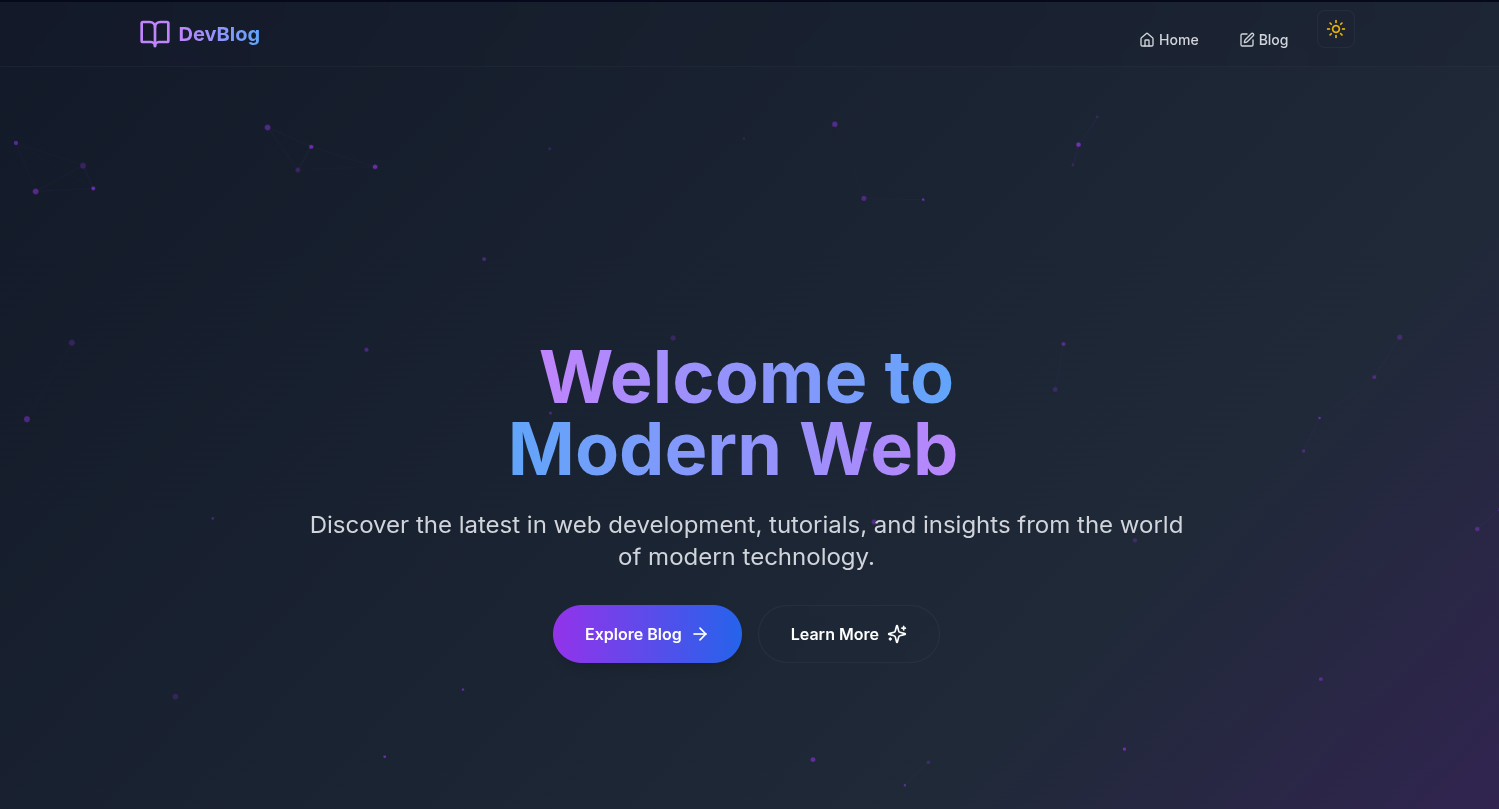 DevBlog
Home
Blog
Welcome to
Modern Web
Discover the latest in web development, tutorials, and insights from the world
of modern technology.
Explore Blog
Learn More